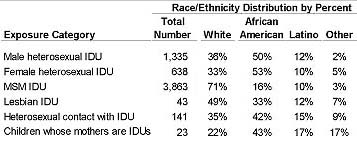 Race/Ethnicity Distribution by Percent
Total African
Exposure Category Number White American Latino Other
Male heterosexual IDU 1,335 36% 50% 12% 2%
Female heterosexual IDU 638 33% 53% 10% 5%
MSM IDU 3,863 71% 16% 10% 3%
Lesbian IDU 43 49% 33% 12% 7%
Heterosexual contact with IDU 141 35% 42% 15% 9%
Children whose mothers are IDUs 23 22% 43% 17% 17%